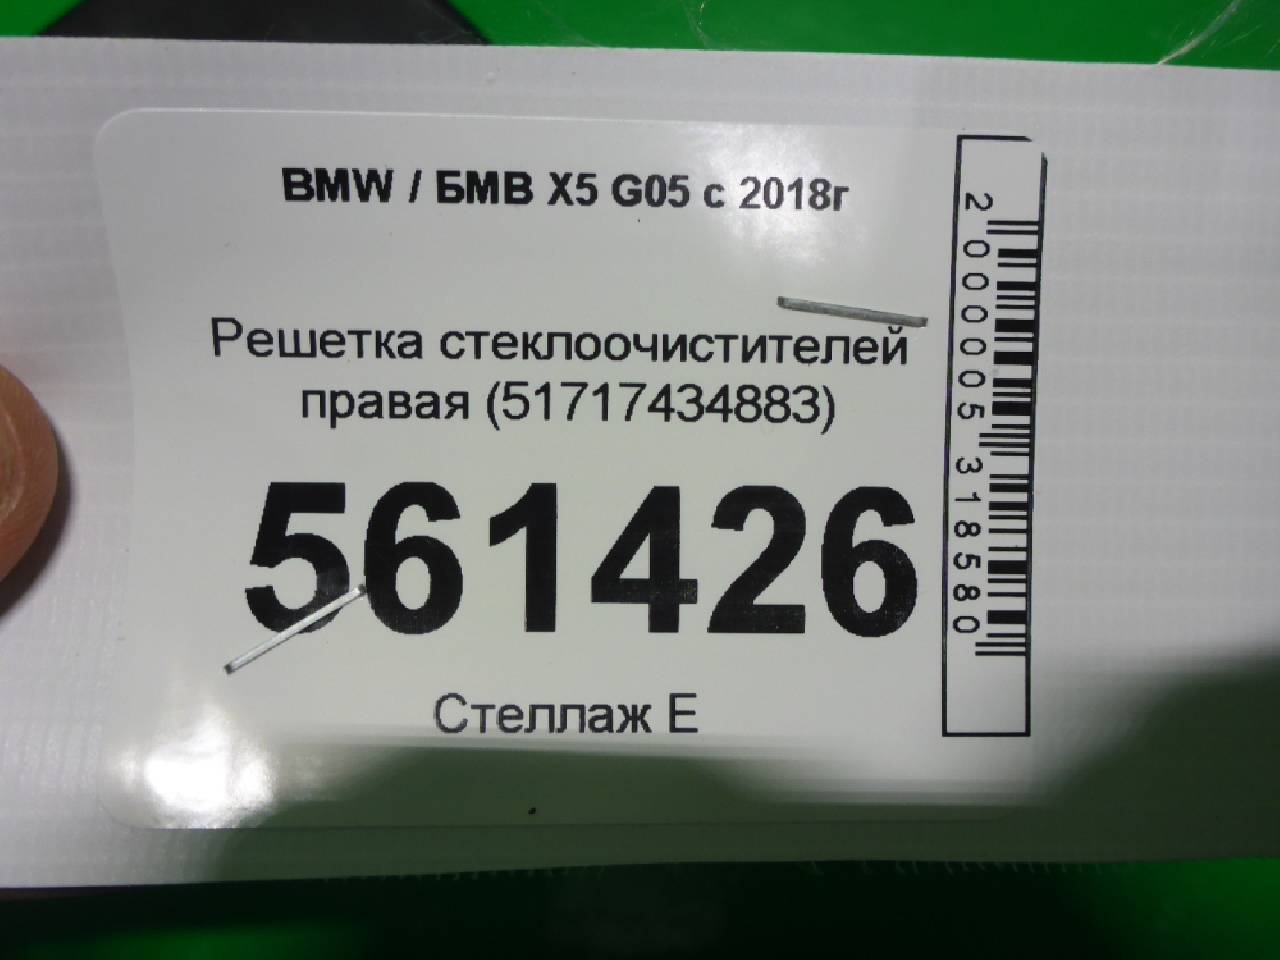 BMW / БМВ X5 G05 с 2018г
Решетка стеклоочистителей
правая (51717434883)
561426
Стеллаж Е
2000005318580